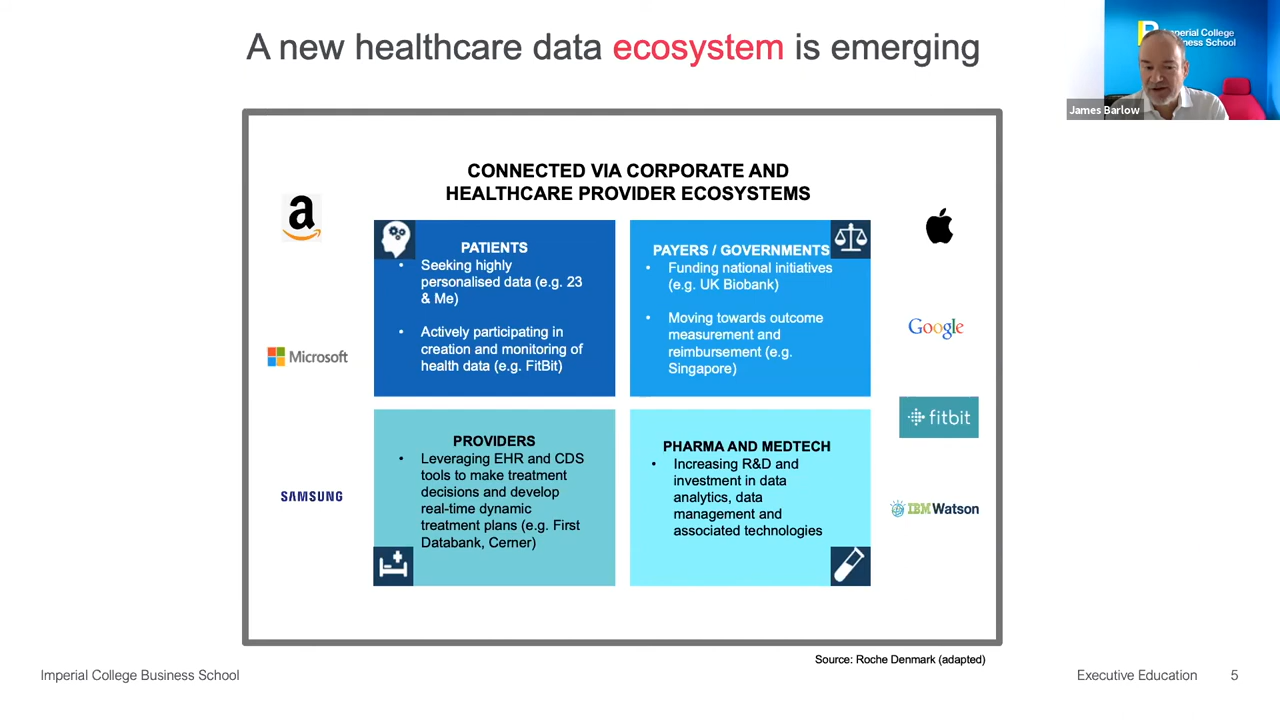 A new healthcare data ecosystem is emerging
Imperial College
Business School
James Barlow
CONNECTED VIA CORPORATE AND
HEALTHCARE PROVIDER ECOSYSTEMS
a
PATIENTS
• Seeking highly
personalised data (e.g. 23
& Me)
• Actively participating in
creation and monitoring of
health data (e.g. FitBit)
PAYERS / GOVERNMENTS
• Funding national initiatives
(e.g. UK Biobank)
• Moving towards outcome
measurement and
reimbursement (e.g.
Singapore)
Microsoft
Google
fitbit
PROVIDERS
• Leveraging EHR and CDS
tools to make treatment
decisions and develop
real-time dynamic
treatment plans (e.g. First
Databank, Cerner)
PHARMA AND MEDTECH
• Increasing R&D and
investment in data
analytics, data
management and
associated technologies
SAMSUNG
IBM Watson
Source: Roche Denmark (adapted)
Imperial College Business School
Executive Education 5